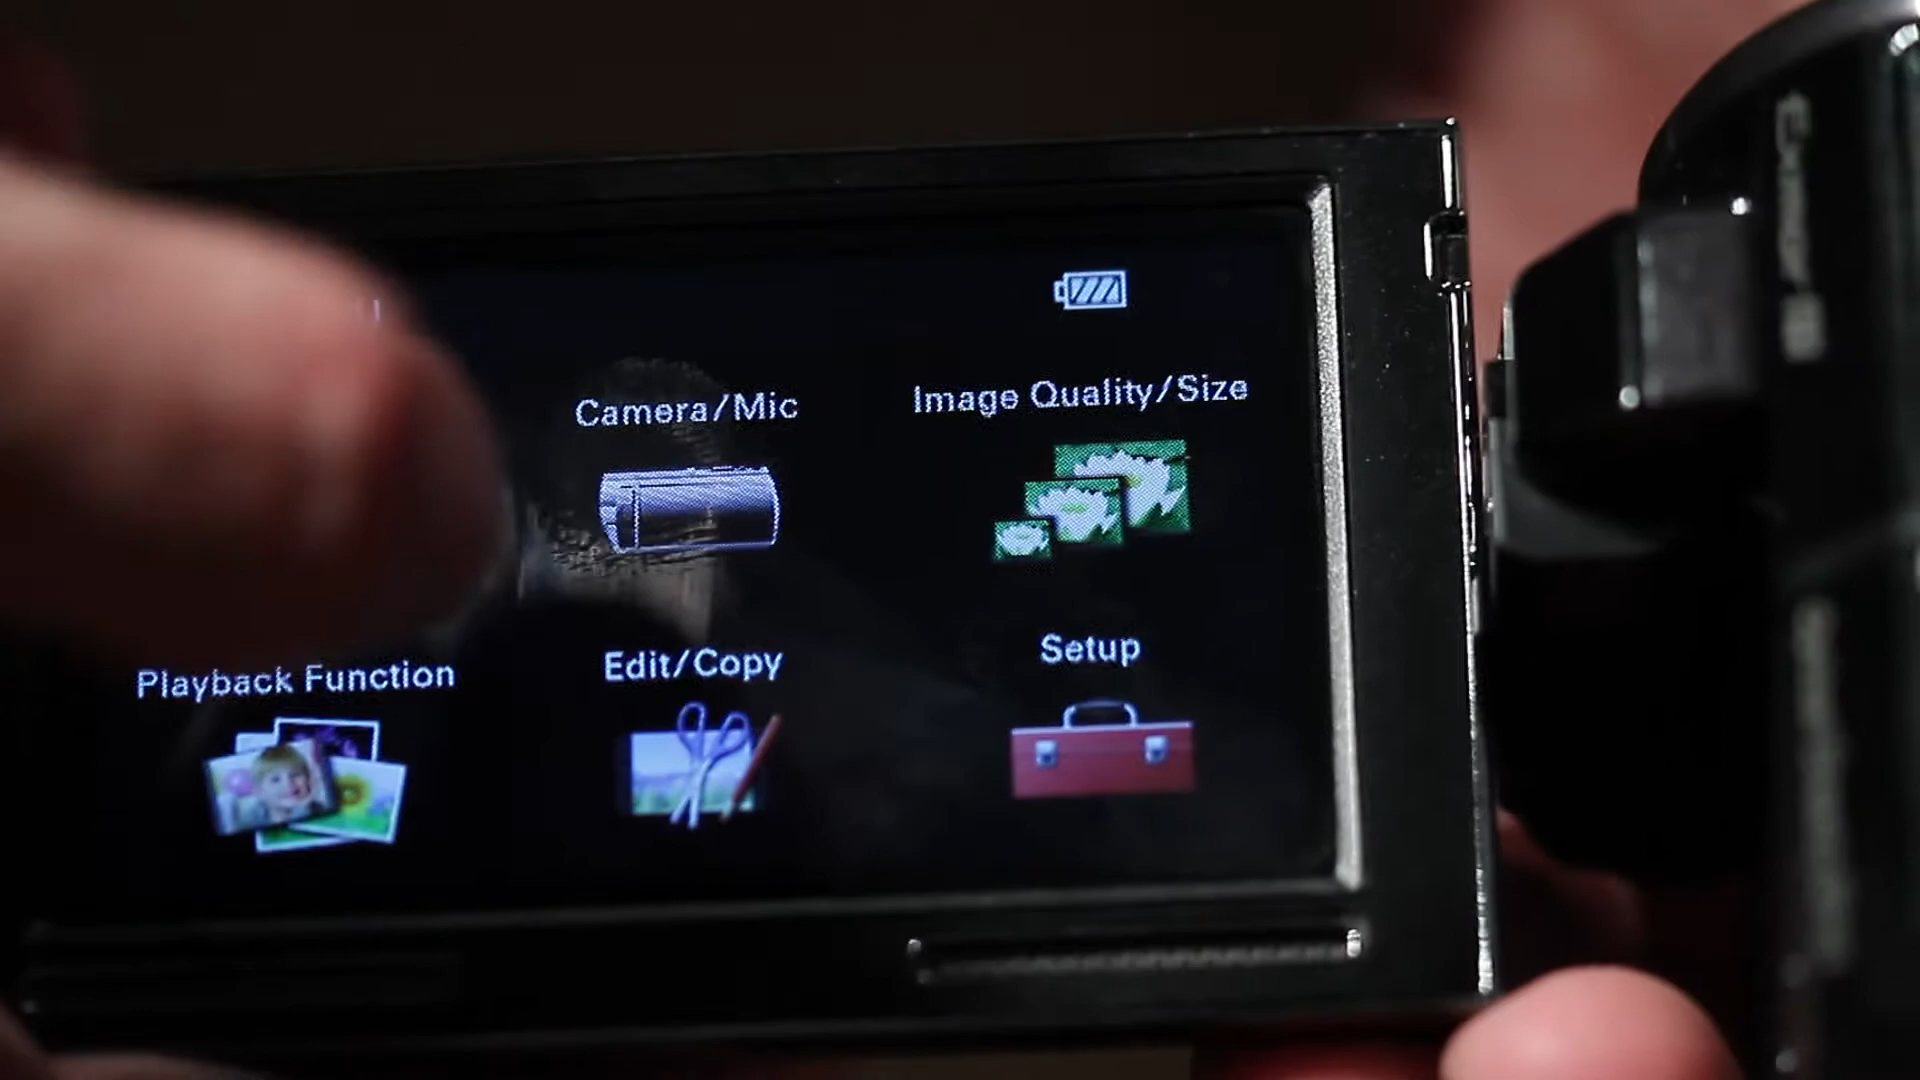 Camera/Mic
Image Quality/Size
Playback Function
Edit/Copy
Setup